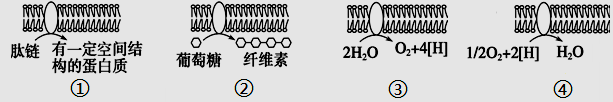 肽链 有一定空间结
构的蛋白质
①
葡萄糖 纤维素
②
2H₂O O₂+4[H]
③
1/2O₂+2[H] H₂O
④